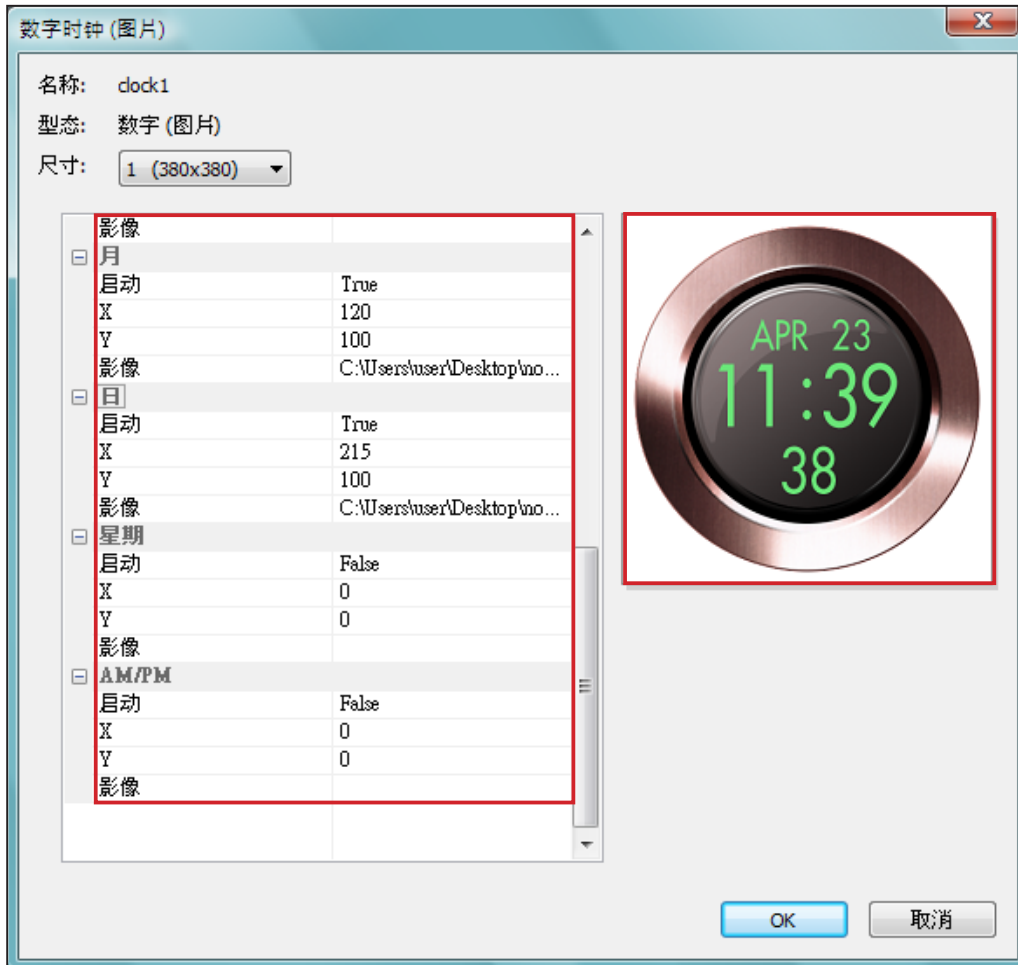 数字时钟 (图片)
名称: clock1
型态: 数字 (图片)
尺寸: 1 (380x380)
影像
月
启动 True
X 120
Y 100
影像 C:\Users\user\Desktop\no...
日
启动 True
X 215
Y 100
影像 C:\Users\user\Desktop\no...
星期
启动 False
X 0
Y 0
影像
AM/PM
启动 False
X 0
Y 0
影像
APR 23
11:39
38
OK 取消